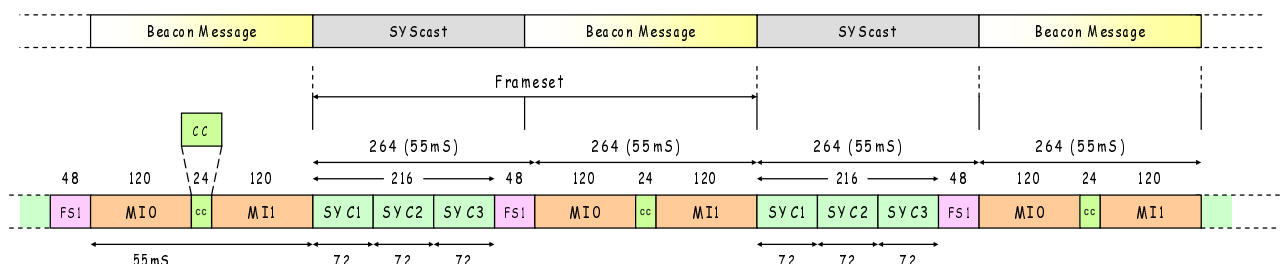 Beacon Message SYScast Beacon Message SYScast Beacon Message
Frameset
CC
264 (55mS) 264 (55mS) 264 (55mS) 264 (55mS)
48 120 24 120 216 48 120 24 120 216 48 120 24 120
FS1 MI0 cc MI1 SYC1 SYC2 SYC3 FS1 MI0 cc MI1 SYC1 SYC2 SYC3 FS1 MI0 cc MI1
55mS 72 72 72 72 72 72